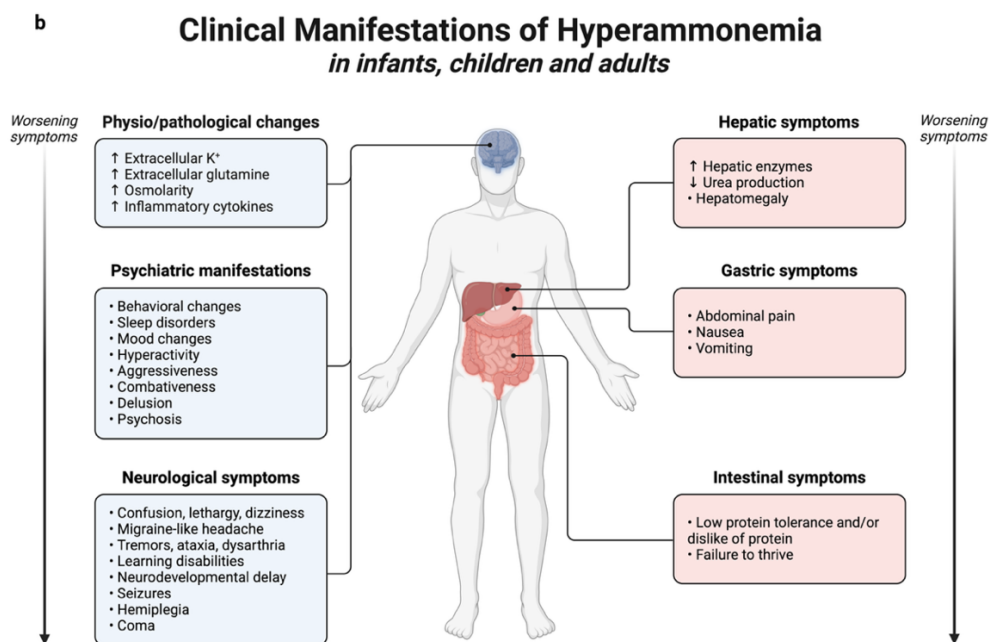 b
Clinical Manifestations of Hyperammonemia
in infants, children and adults
Worsening
symptoms
Physio/pathological changes
↑ Extracellular K⁺
↑ Extracellular glutamine
↑ Osmolarity
↑ Inflammatory cytokines
Psychiatric manifestations
• Behavioral changes
• Sleep disorders
• Mood changes
• Hyperactivity
• Aggressiveness
• Combativeness
• Delusion
• Psychosis
Neurological symptoms
• Confusion, lethargy, dizziness
• Migraine-like headache
• Tremors, ataxia, dysarthria
• Learning disabilities
• Neurodevelopmental delay
• Seizures
• Hemiplegia
• Coma
Hepatic symptoms
↑ Hepatic enzymes
↓ Urea production
• Hepatomegaly
Gastric symptoms
• Abdominal pain
• Nausea
• Vomiting
Intestinal symptoms
• Low protein tolerance and/or
dislike of protein
• Failure to thrive
Worsening
symptoms